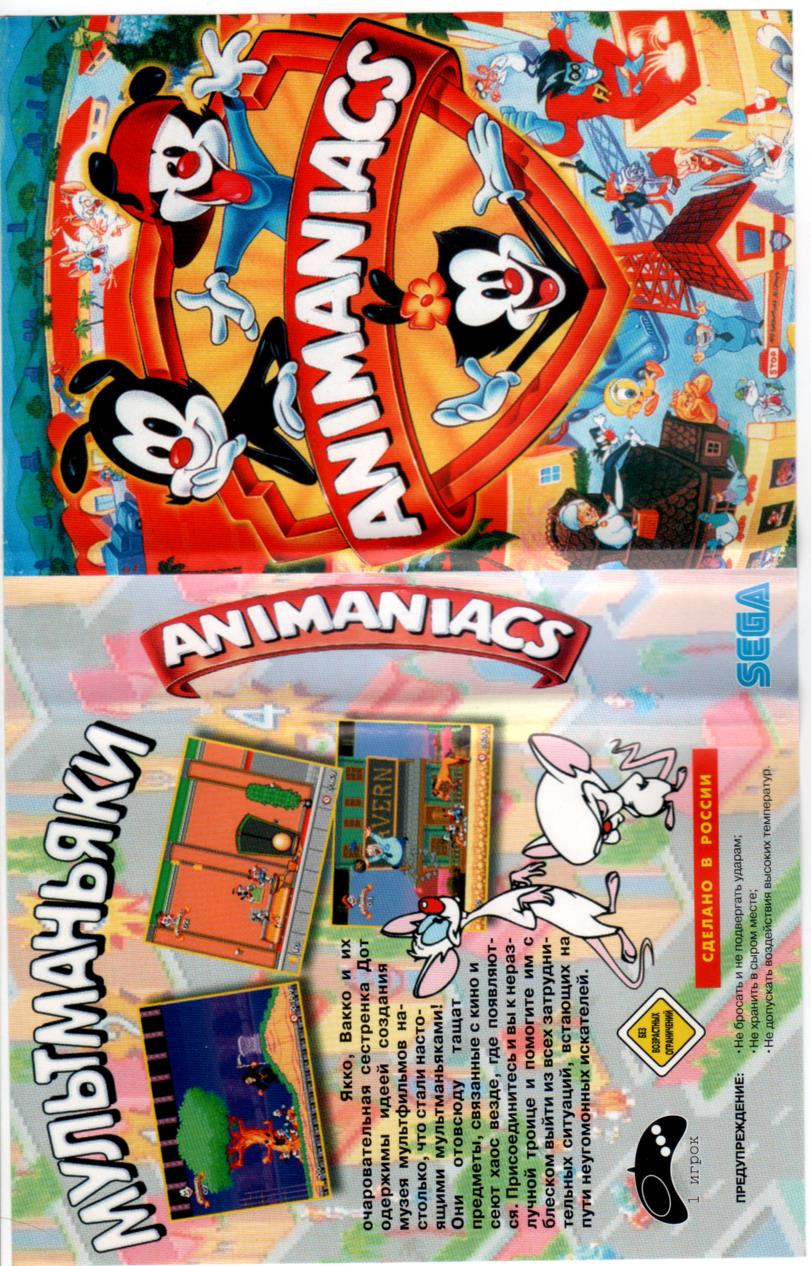 МУЛЬТМАНЬЯКИ
Якко, Вакко и их
очаровательная сестренка Дот
одержимы идеей создания
музея мультфильмов на-
столько, что стали насто-
ящими мультманьяками!
Они отовсюду тащат
предметы, связанные с кино и
сеют хаос везде, где появляют-
ся. Присоединитесь и вы к нераз-
лучной троице и помогите им с
блеском выйти из всех затрудни-
тельных ситуаций, встающих на
пути неугомонных искателей.
TAVERN
1 игрок
БЕЗ
ВОЗРАСТНЫХ
ОГРАНИЧЕНИЙ
СДЕЛАНО В РОССИИ
ПРЕДУПРЕЖДЕНИЕ:
• Не бросать и не подвергать ударам;
• Не хранить в сыром месте;
• Не допускать воздействия высоких температур.
ANIMANIACS
4
SEGA
ANIMANIACS
STOP